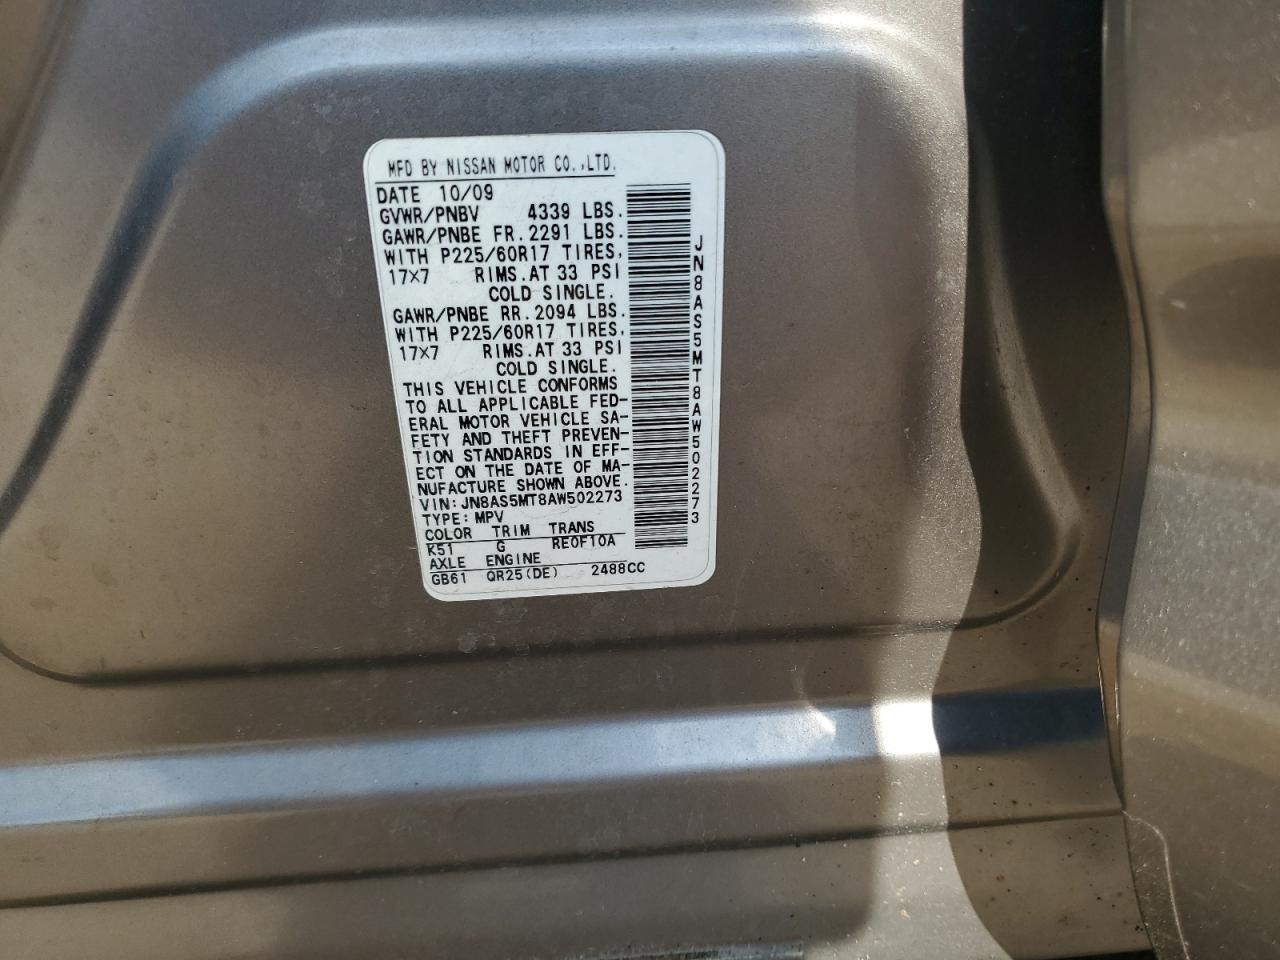 MFD BY NISSAN MOTOR CO.,LTD.
DATE 10/09
GVWR/PNBV 4339 LBS.
GAWR/PNBE FR.2291 LBS.
WITH P225/60R17 TIRES,
17×7 RIMS.AT 33 PSI
COLD SINGLE.
GAWR/PNBE RR.2094 LBS.
WITH P225/60R17 TIRES,
17×7 RIMS.AT 33 PSI
COLD SINGLE.
THIS VEHICLE CONFORMS
TO ALL APPLICABLE FED-
ERAL MOTOR VEHICLE SA-
FETY AND THEFT PREVEN-
TION STANDARDS IN EFF-
ECT ON THE DATE OF MA-
NUFACTURE SHOWN ABOVE.
VIN:JN8AS5MT8AW502273
TYPE:MPV
COLOR TRIM TRANS
K51 G RE0F10A
AXLE ENGINE
GB61 QR25(DE) 2488CC
JN8AS5MT8AW502273